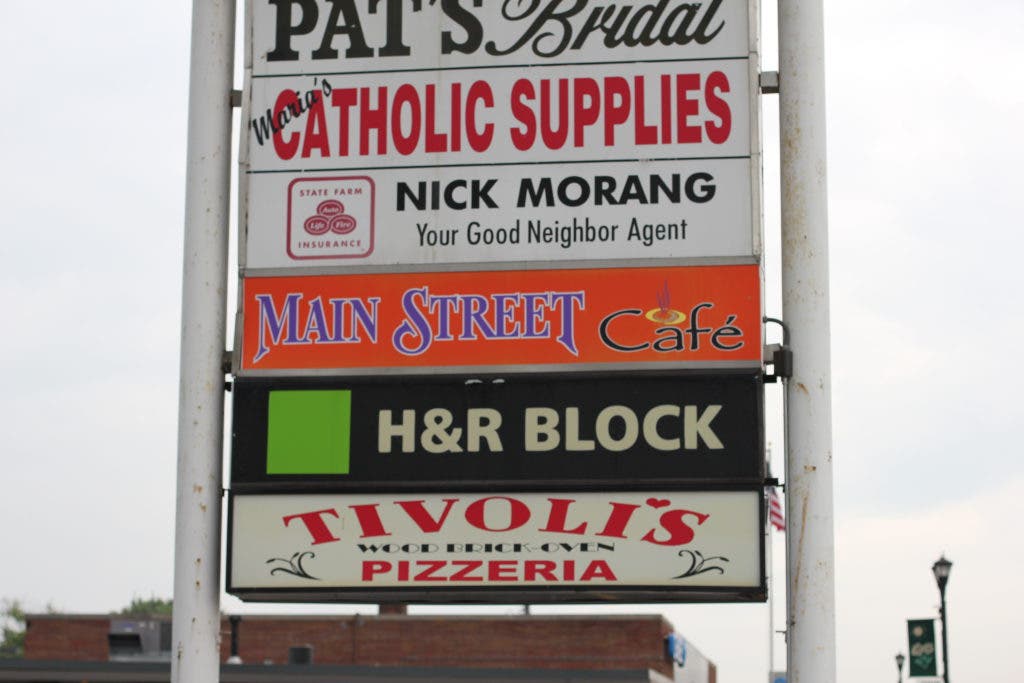 PAT'S Bridal
Maria's
CATHOLIC SUPPLIES
STATE FARM
Auto
Life Fire
INSURANCE
NICK MORANG
Your Good Neighbor Agent
MAIN STREET Café
H&R BLOCK
TIVOLI'S
WOOD BRICK-OVEN
PIZZERIA